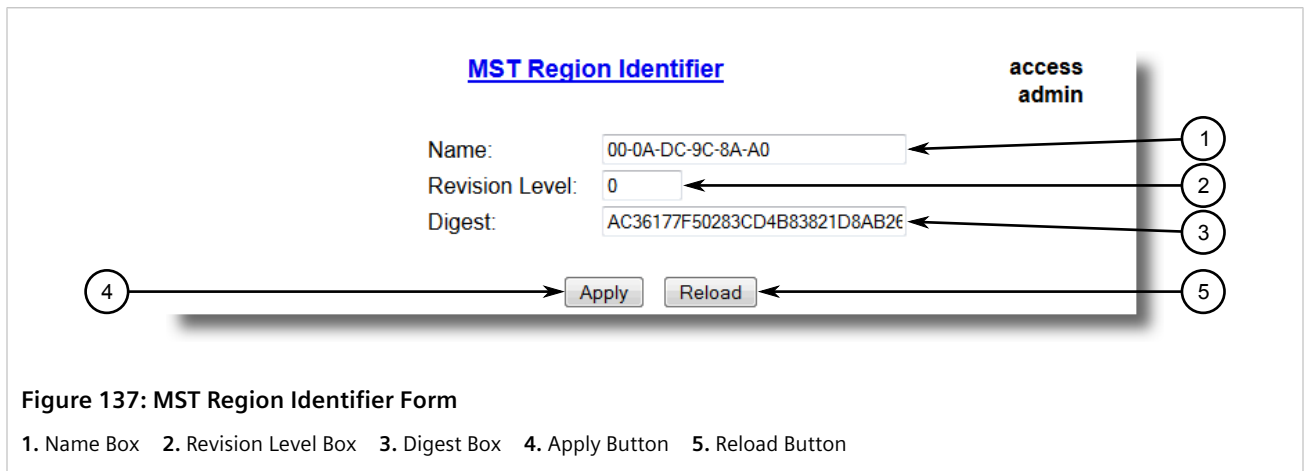 MST Region Identifier
access
admin
Name: 00-0A-DC-9C-8A-A0
1
Revision Level: 0
2
Digest: AC36177F50283CD4B83821D8AB26
3
4
Apply Reload
5
Figure 137: MST Region Identifier Form
1. Name Box 2. Revision Level Box 3. Digest Box 4. Apply Button 5. Reload Button